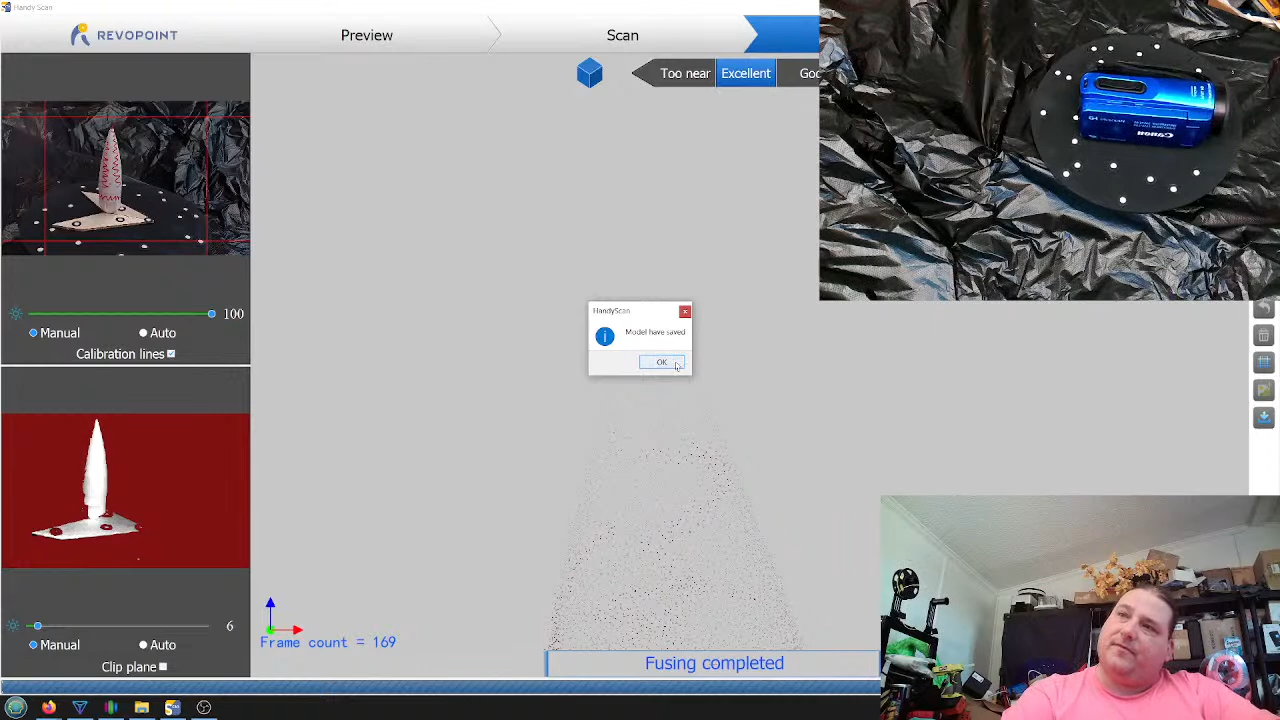 Handy Scan
REVOPOINT
Preview
Scan
Too near
Excellent
Canon
100
Manual
Auto
Calibration lines
HandyScan
Model have saved
OK
6
Manual
Auto
Clip plane
Frame count = 169
Fusing completed